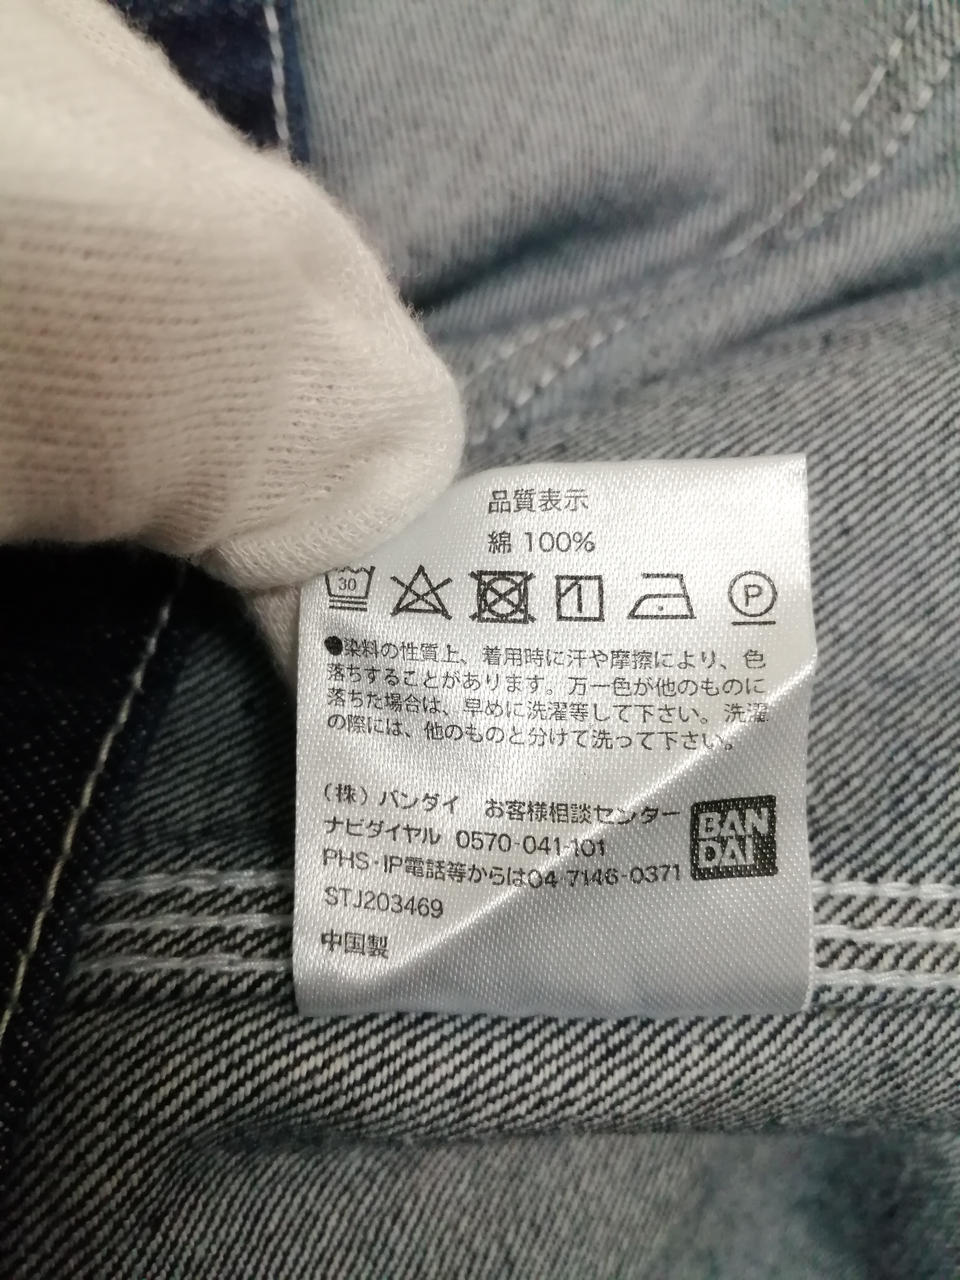 品質表示
綿 100%
30
P
●染料の性質上、着用時に汗や摩擦により、色
落ちすることがあります。万一色が他のものに
落ちた場合は、早めに洗濯等して下さい。洗濯
の際には、他のものと分けて洗って下さい。
(株)バンダイ お客様相談センター
ナビダイヤル 0570-041-101
PHS・IP電話等からは04-7146-0371
BAN
DAI
STJ203469
中国製